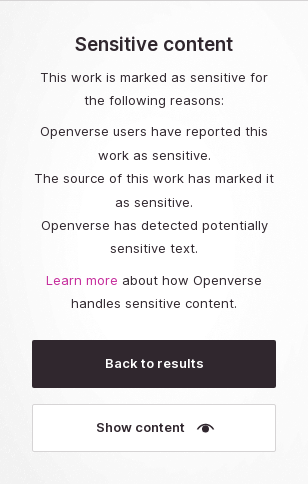 Sensitive content
This work is marked as sensitive for
the following reasons:
Openverse users have reported this
work as sensitive.
The source of this work has marked it
as sensitive.
Openverse has detected potentially
sensitive text.
Learn more about how Openverse
handles sensitive content.
Back to results
Show content